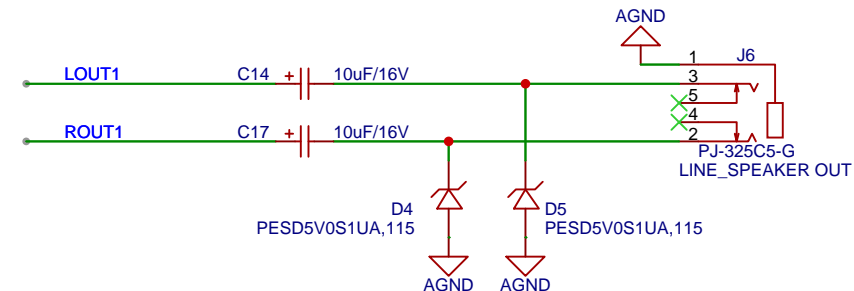 AGND
1
J6
LOUT1
C14
+
10uF/16V
3
5
4
ROUT1
C17
+
10uF/16V
2
PJ-325C5-G
LINE_SPEAKER OUT
D4
PESD5V0S1UA,115
D5
PESD5V0S1UA,115
AGND
AGND